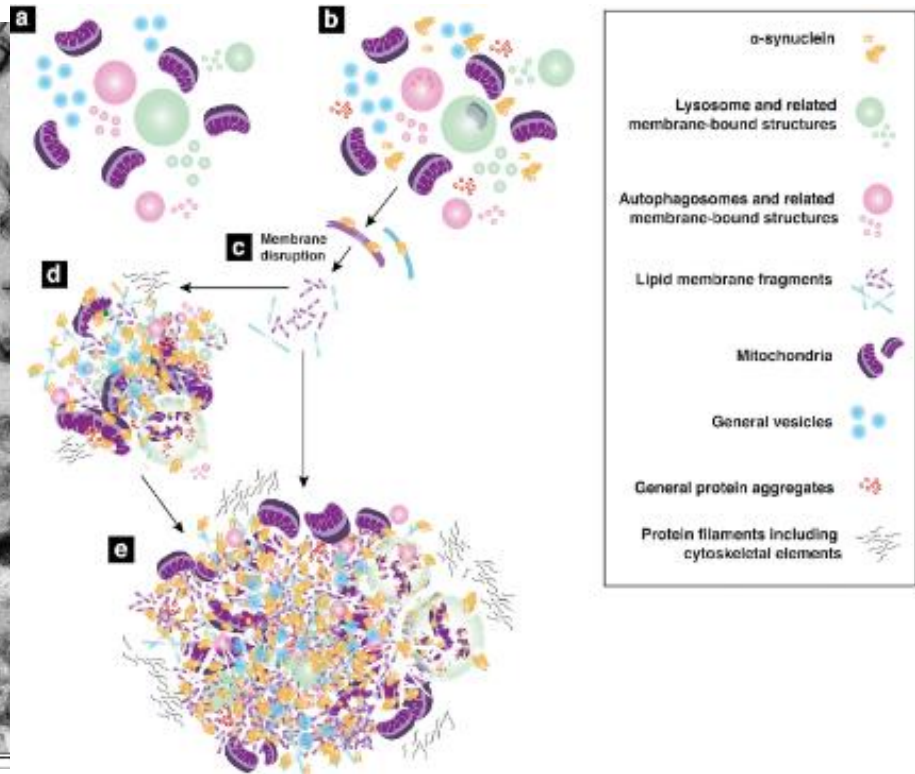 a
b
c
Membrane
disruption
d
e
α-synuclein
Lysosome and related
membrane-bound structures
Autophagosomes and related
membrane-bound structures
Lipid membrane fragments
Mitochondria
General vesicles
General protein aggregates
Protein filaments including
cytoskeletal elements